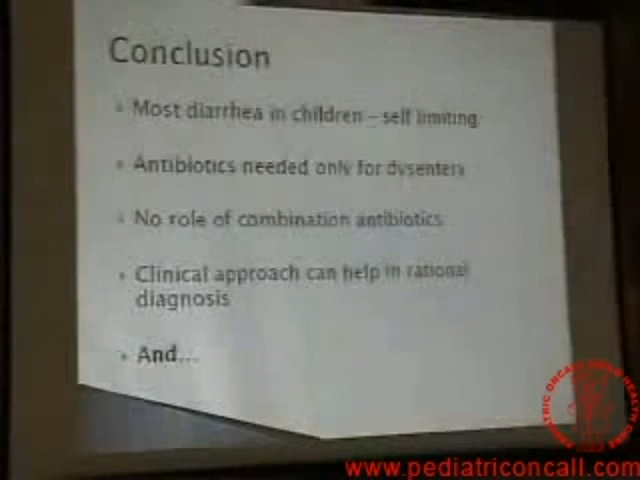 Conclusion
Most diarrhea in children – self limiting
Antibiotics needed only for dysentery
No role of combination antibiotics
Clinical approach can help in rational
diagnosis
And...
www.pediatriconcall.com